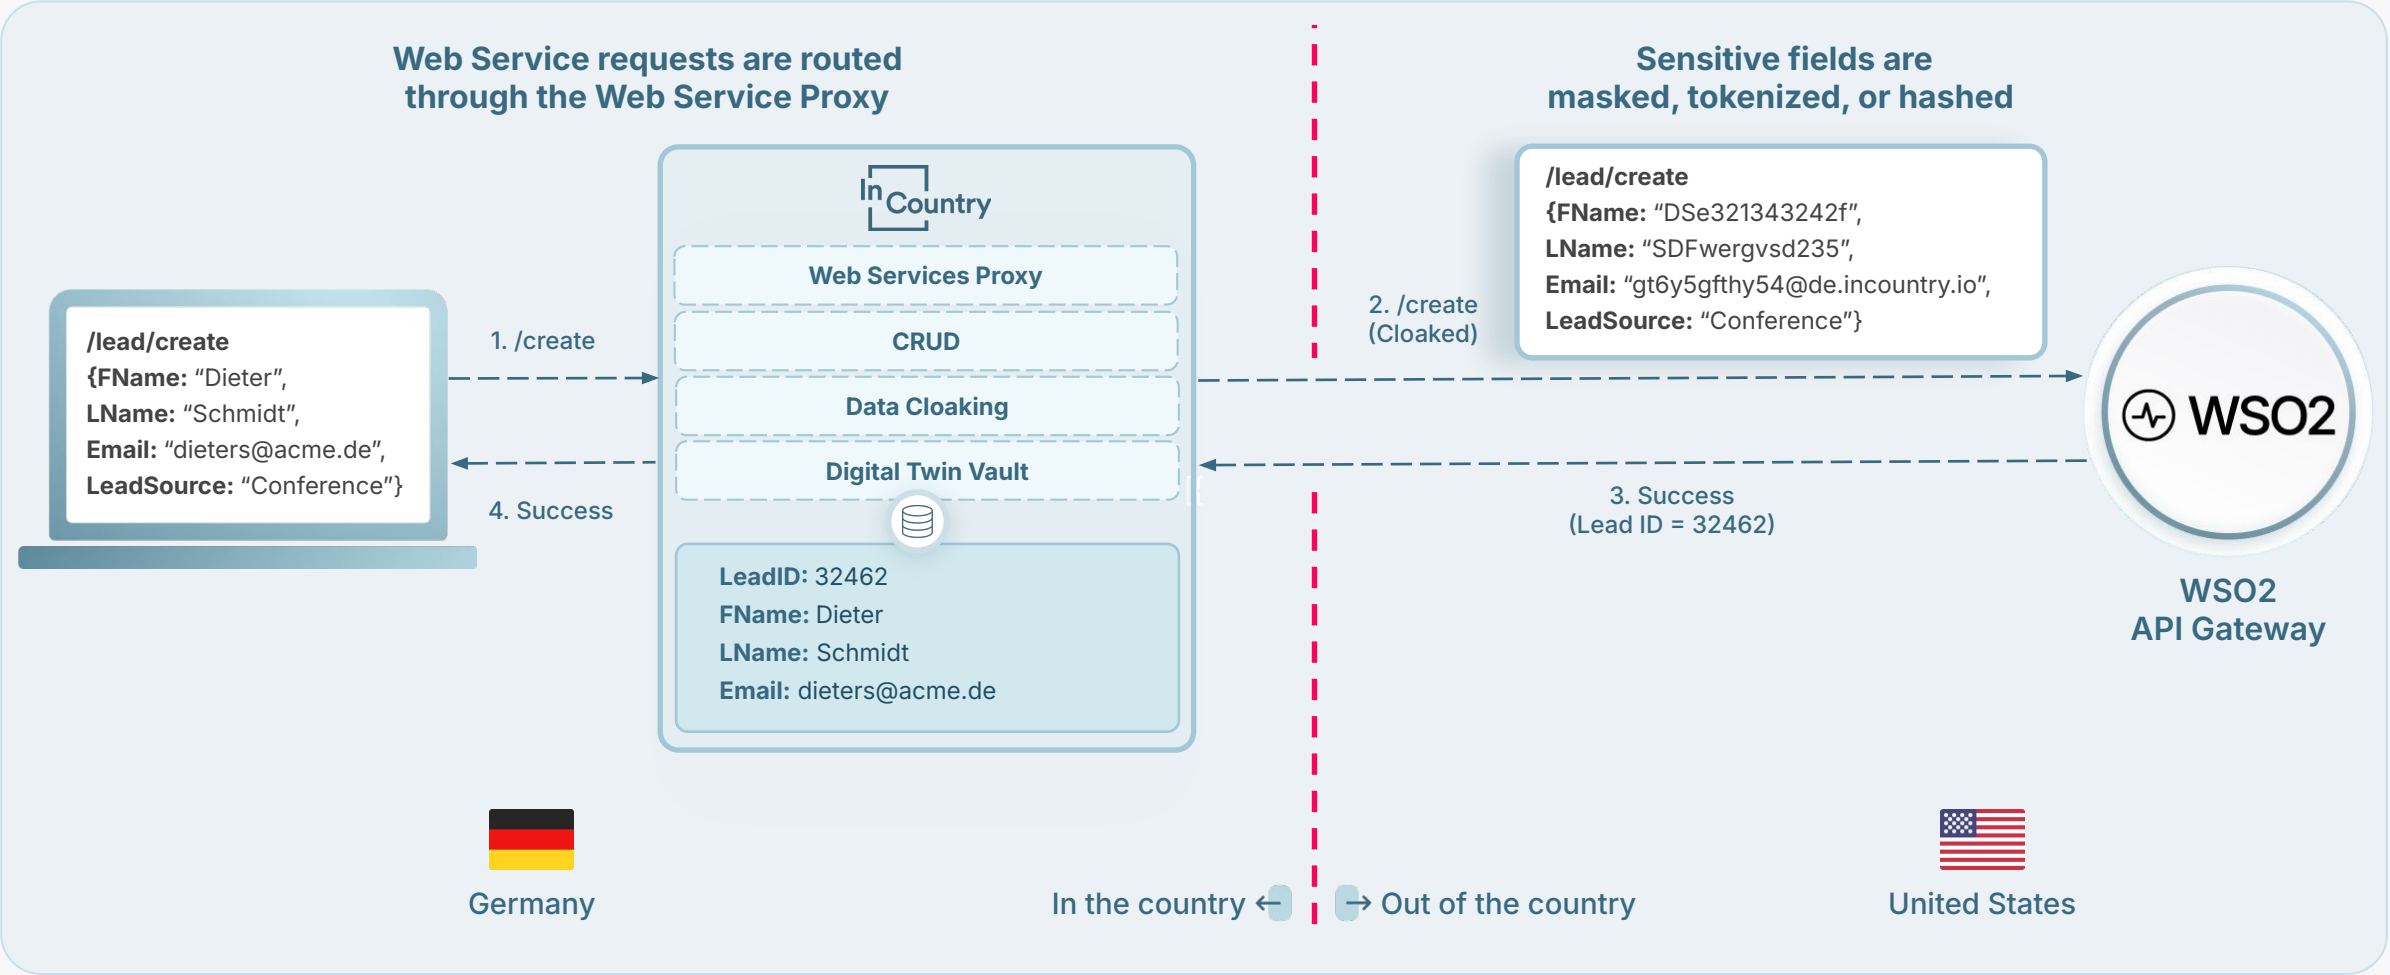 Web Service requests are routed
through the Web Service Proxy
Sensitive fields are
masked, tokenized, or hashed
/lead/create
{FName: “Dieter”,
LName: “Schmidt”,
Email: “dieters@acme.de”,
LeadSource: “Conference”}
1. /create
4. Success
In
Country
Web Services Proxy
CRUD
Data Cloaking
Digital Twin Vault
LeadID: 32462
FName: Dieter
LName: Schmidt
Email: dieters@acme.de
2. /create
(Cloaked)
/lead/create
{FName: “DSe321343242f”,
LName: “SDFwergvsd235”,
Email: “gt6y5gfthy54@de.incountry.io”,
LeadSource: “Conference”}
3. Success
(Lead ID = 32462)
WSO2
WSO2
API Gateway
Germany
In the country
Out of the country
United States